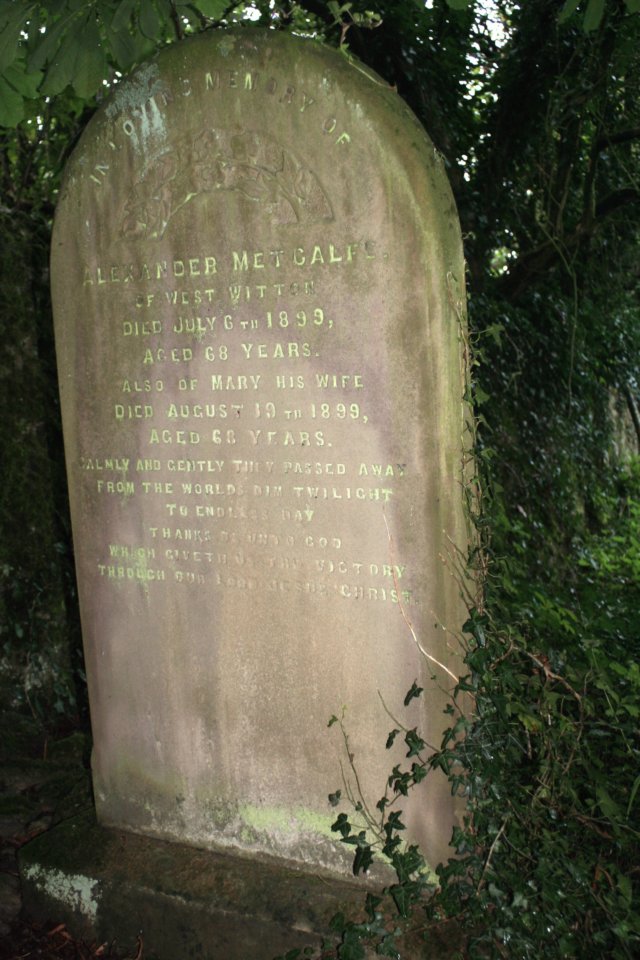 IN LOVING MEMORY OF
ALEXANDER METCALFE,
OF WEST WITTON
DIED JULY 6TH 1899,
AGED 68 YEARS.
ALSO OF MARY HIS WIFE
DIED AUGUST 19TH 1899,
AGED 68 YEARS.
CALMLY AND GENTLY THEY PASSED AWAY
FROM THE WORLDS DIM TWILIGHT
TO ENDLESS DAY
THANKS BE UNTO GOD
WHICH GIVETH US THE VICTORY
THROUGH OUR LORD JESUS CHRIST.